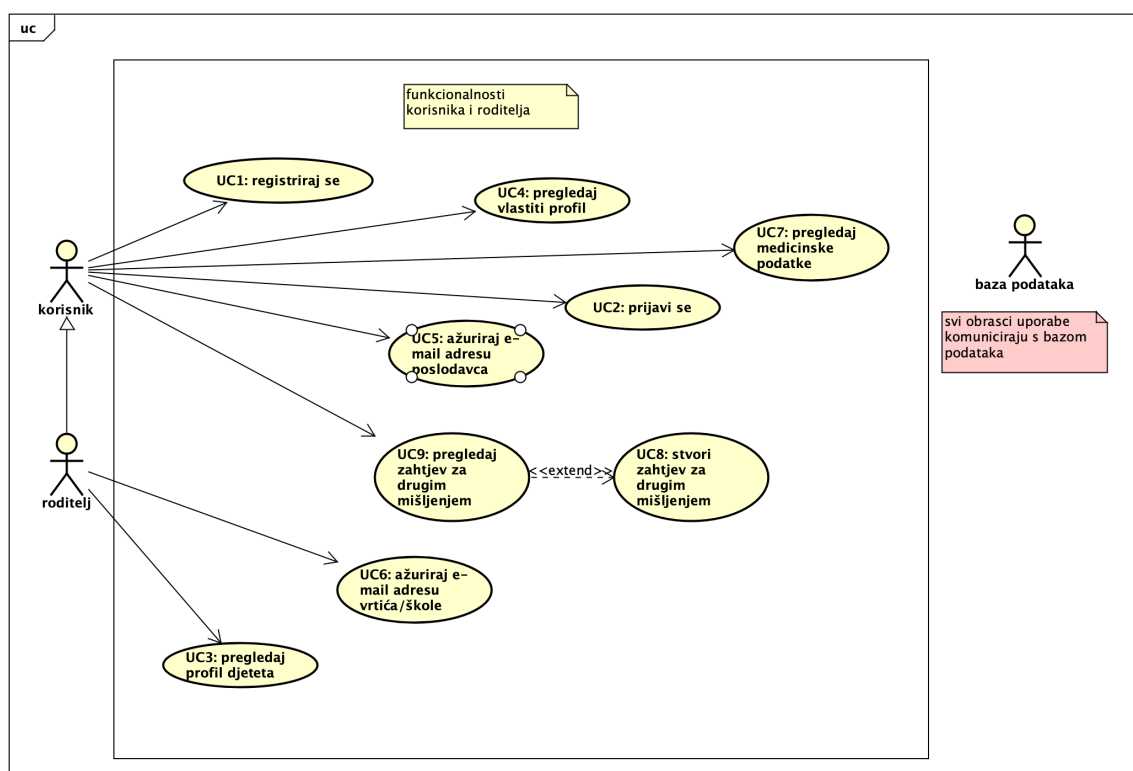 uc
funkcionalnosti
korisnika i roditelja
UC1: registriraj se
UC4: pregledaj
vlastiti profil
UC7: pregledaj
medicinske
podatke
baza podataka
korisnik
UC2: prijavi se
svi obrasci uporabe
komuniciraju s bazom
podataka
UC5: ažuriraj e-
mail adresu
poslodavca
UC9: pregledaj
zahtjev za
drugim
mišljenjem
<<extend>>
UC8: stvori
zahtjev za
drugim
mišljenjem
roditelj
UC6: ažuriraj e-
mail adresu
vrtića/škole
UC3: pregledaj
profil djeteta